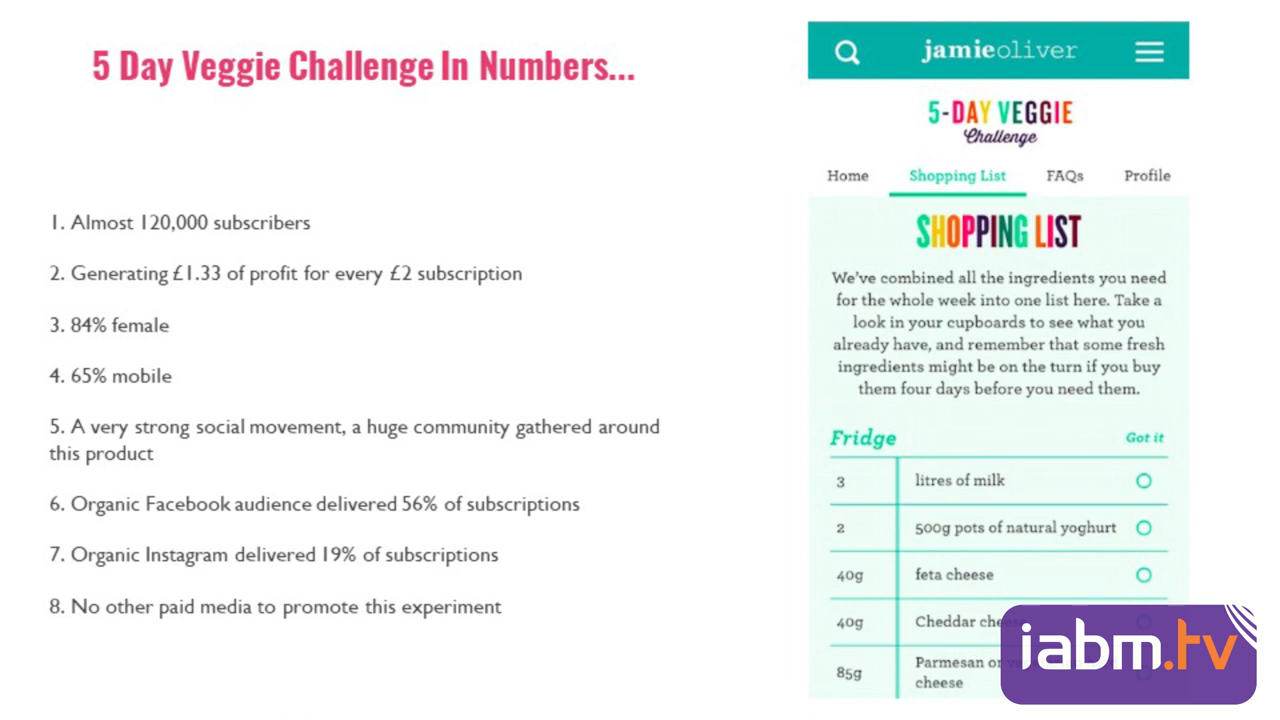 5 Day Veggie Challenge In Numbers...
1. Almost 120,000 subscribers
2. Generating £1.33 of profit for every £2 subscription
3. 84% female
4. 65% mobile
5. A very strong social movement, a huge community gathered around
this product
6. Organic Facebook audience delivered 56% of subscriptions
7. Organic Instagram delivered 19% of subscriptions
8. No other paid media to promote this experiment
jamieoliver
5-DAY VEGGIE
Challenge
Home Shopping List FAQs Profile
SHOPPING LIST
We've combined all the ingredients you need
for the whole week into one list here. Take a
look in your cupboards to see what you
already have, and remember that some fresh
ingredients might be on the turn if you buy
them four days before you need them.
Fridge Got it
3 litres of milk
2 500g pots of natural yoghurt
40g feta cheese
40g Cheddar
85g Parmesan or
cheese
iabm.tv